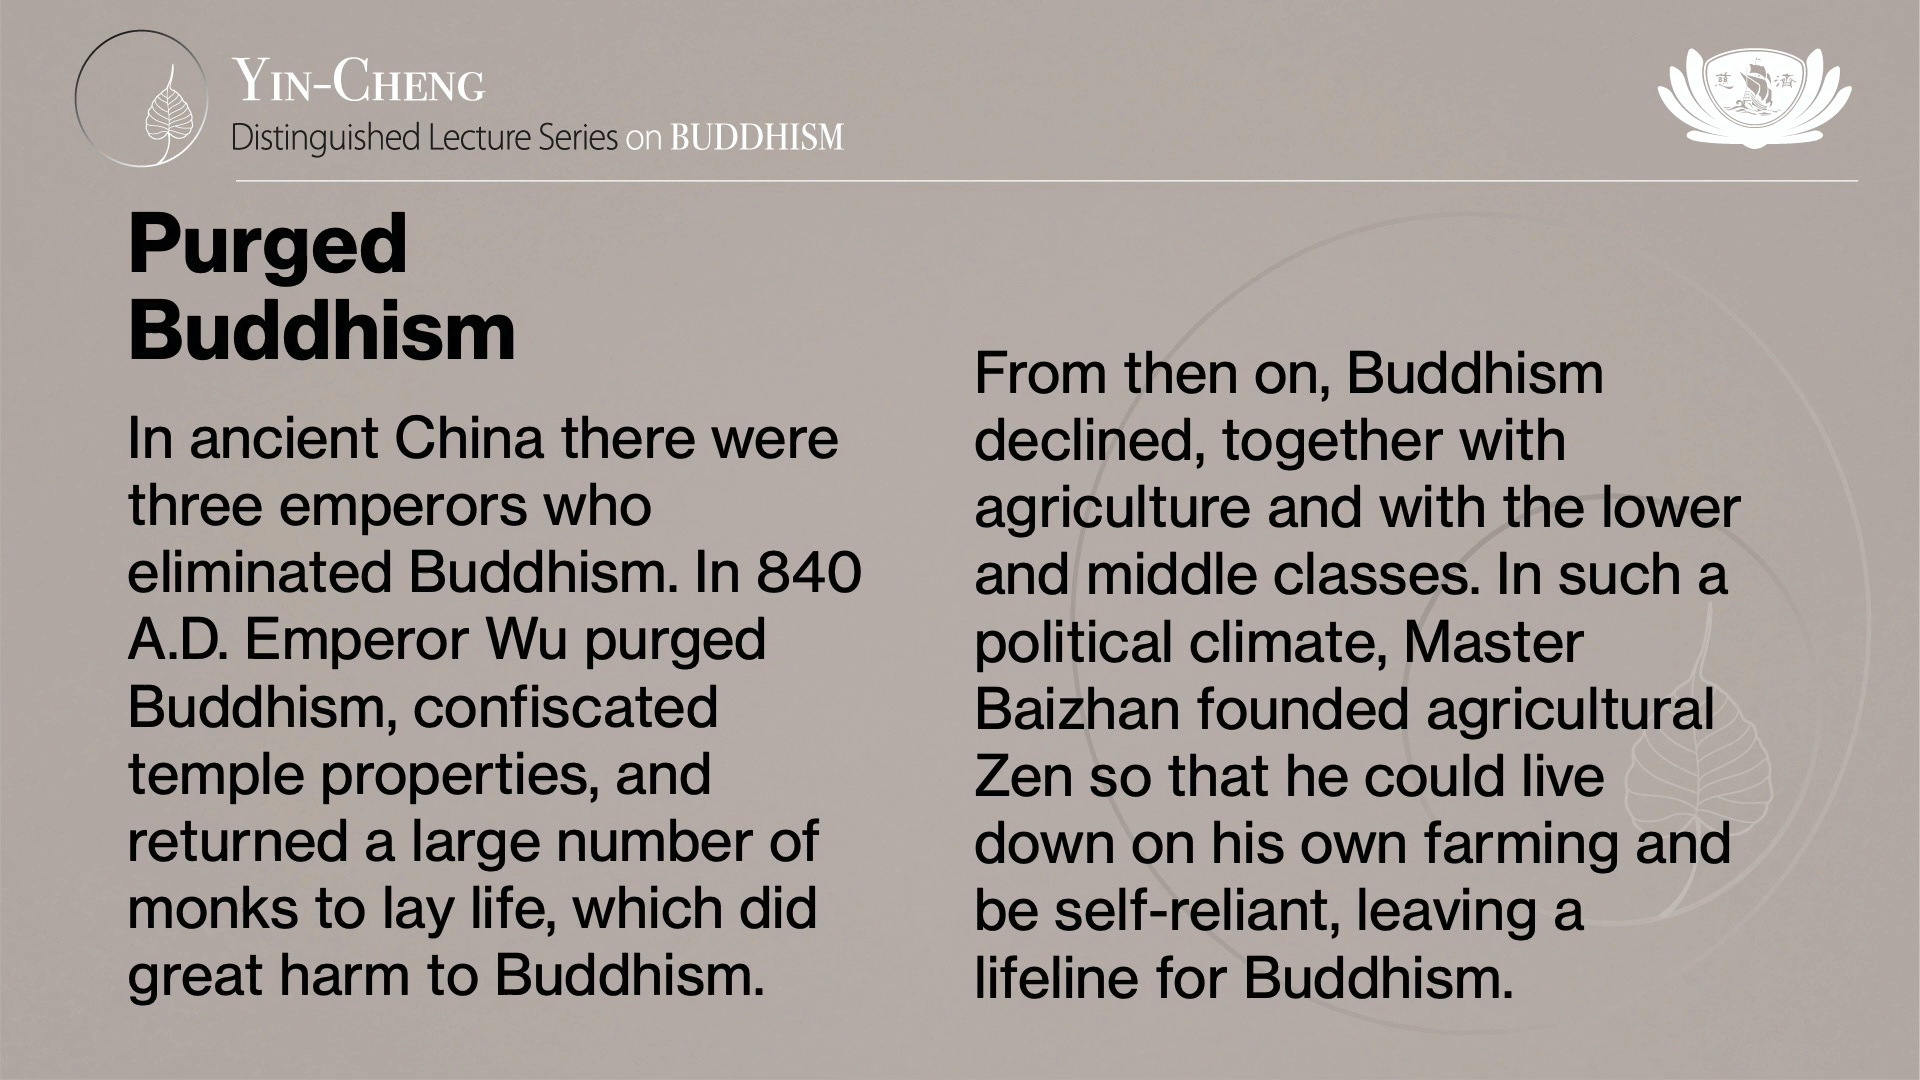 Yin-Cheng
Distinguished Lecture Series on BUDDHISM
慈 濟
Purged
Buddhism
In ancient China there were
three emperors who
eliminated Buddhism. In 840
A.D. Emperor Wu purged
Buddhism, confiscated
temple properties, and
returned a large number of
monks to lay life, which did
great harm to Buddhism.
From then on, Buddhism
declined, together with
agriculture and with the lower
and middle classes. In such a
political climate, Master
Baizhan founded agricultural
Zen so that he could live
down on his own farming and
be self-reliant, leaving a
lifeline for Buddhism.